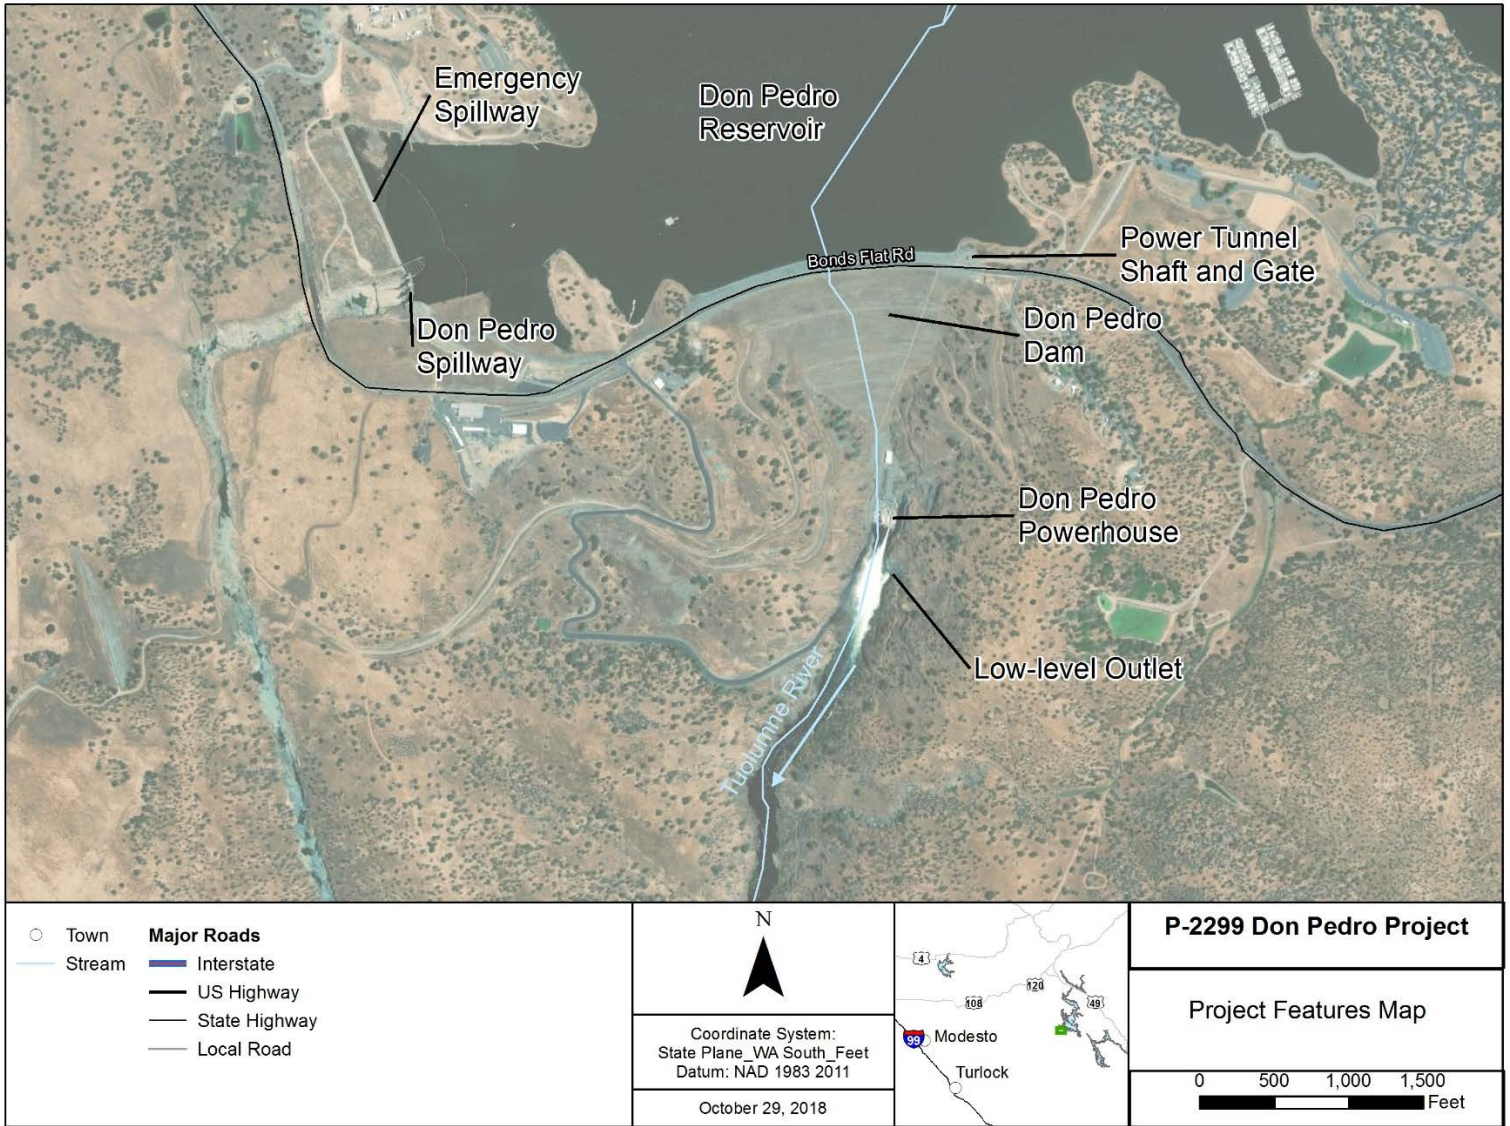 Emergency
Spillway
Don Pedro
Reservoir
Bonds Flat Rd
Power Tunnel
Shaft and Gate
Don Pedro
Spillway
Don Pedro
Dam
Don Pedro
Powerhouse
Low-level Outlet
Tuolumne River
Town
Stream
Major Roads
Interstate
US Highway
State Highway
Local Road
N
Coordinate System:
State Plane_WA South_Feet
Datum: NAD 1983 2011
October 29, 2018
4
108
120
49
99
Modesto
Turlock
P-2299 Don Pedro Project
Project Features Map
0 500 1,000 1,500
Feet